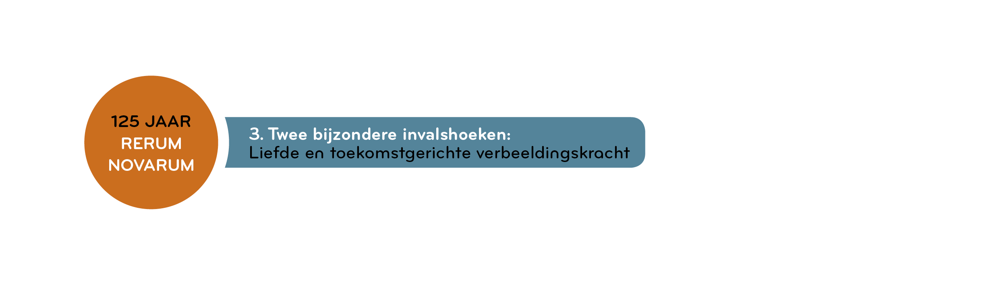 125 JAAR
RERUM
NOVARUM
3. Twee bijzondere invalshoeken:
Liefde en toekomstgerichte verbeeldingskracht